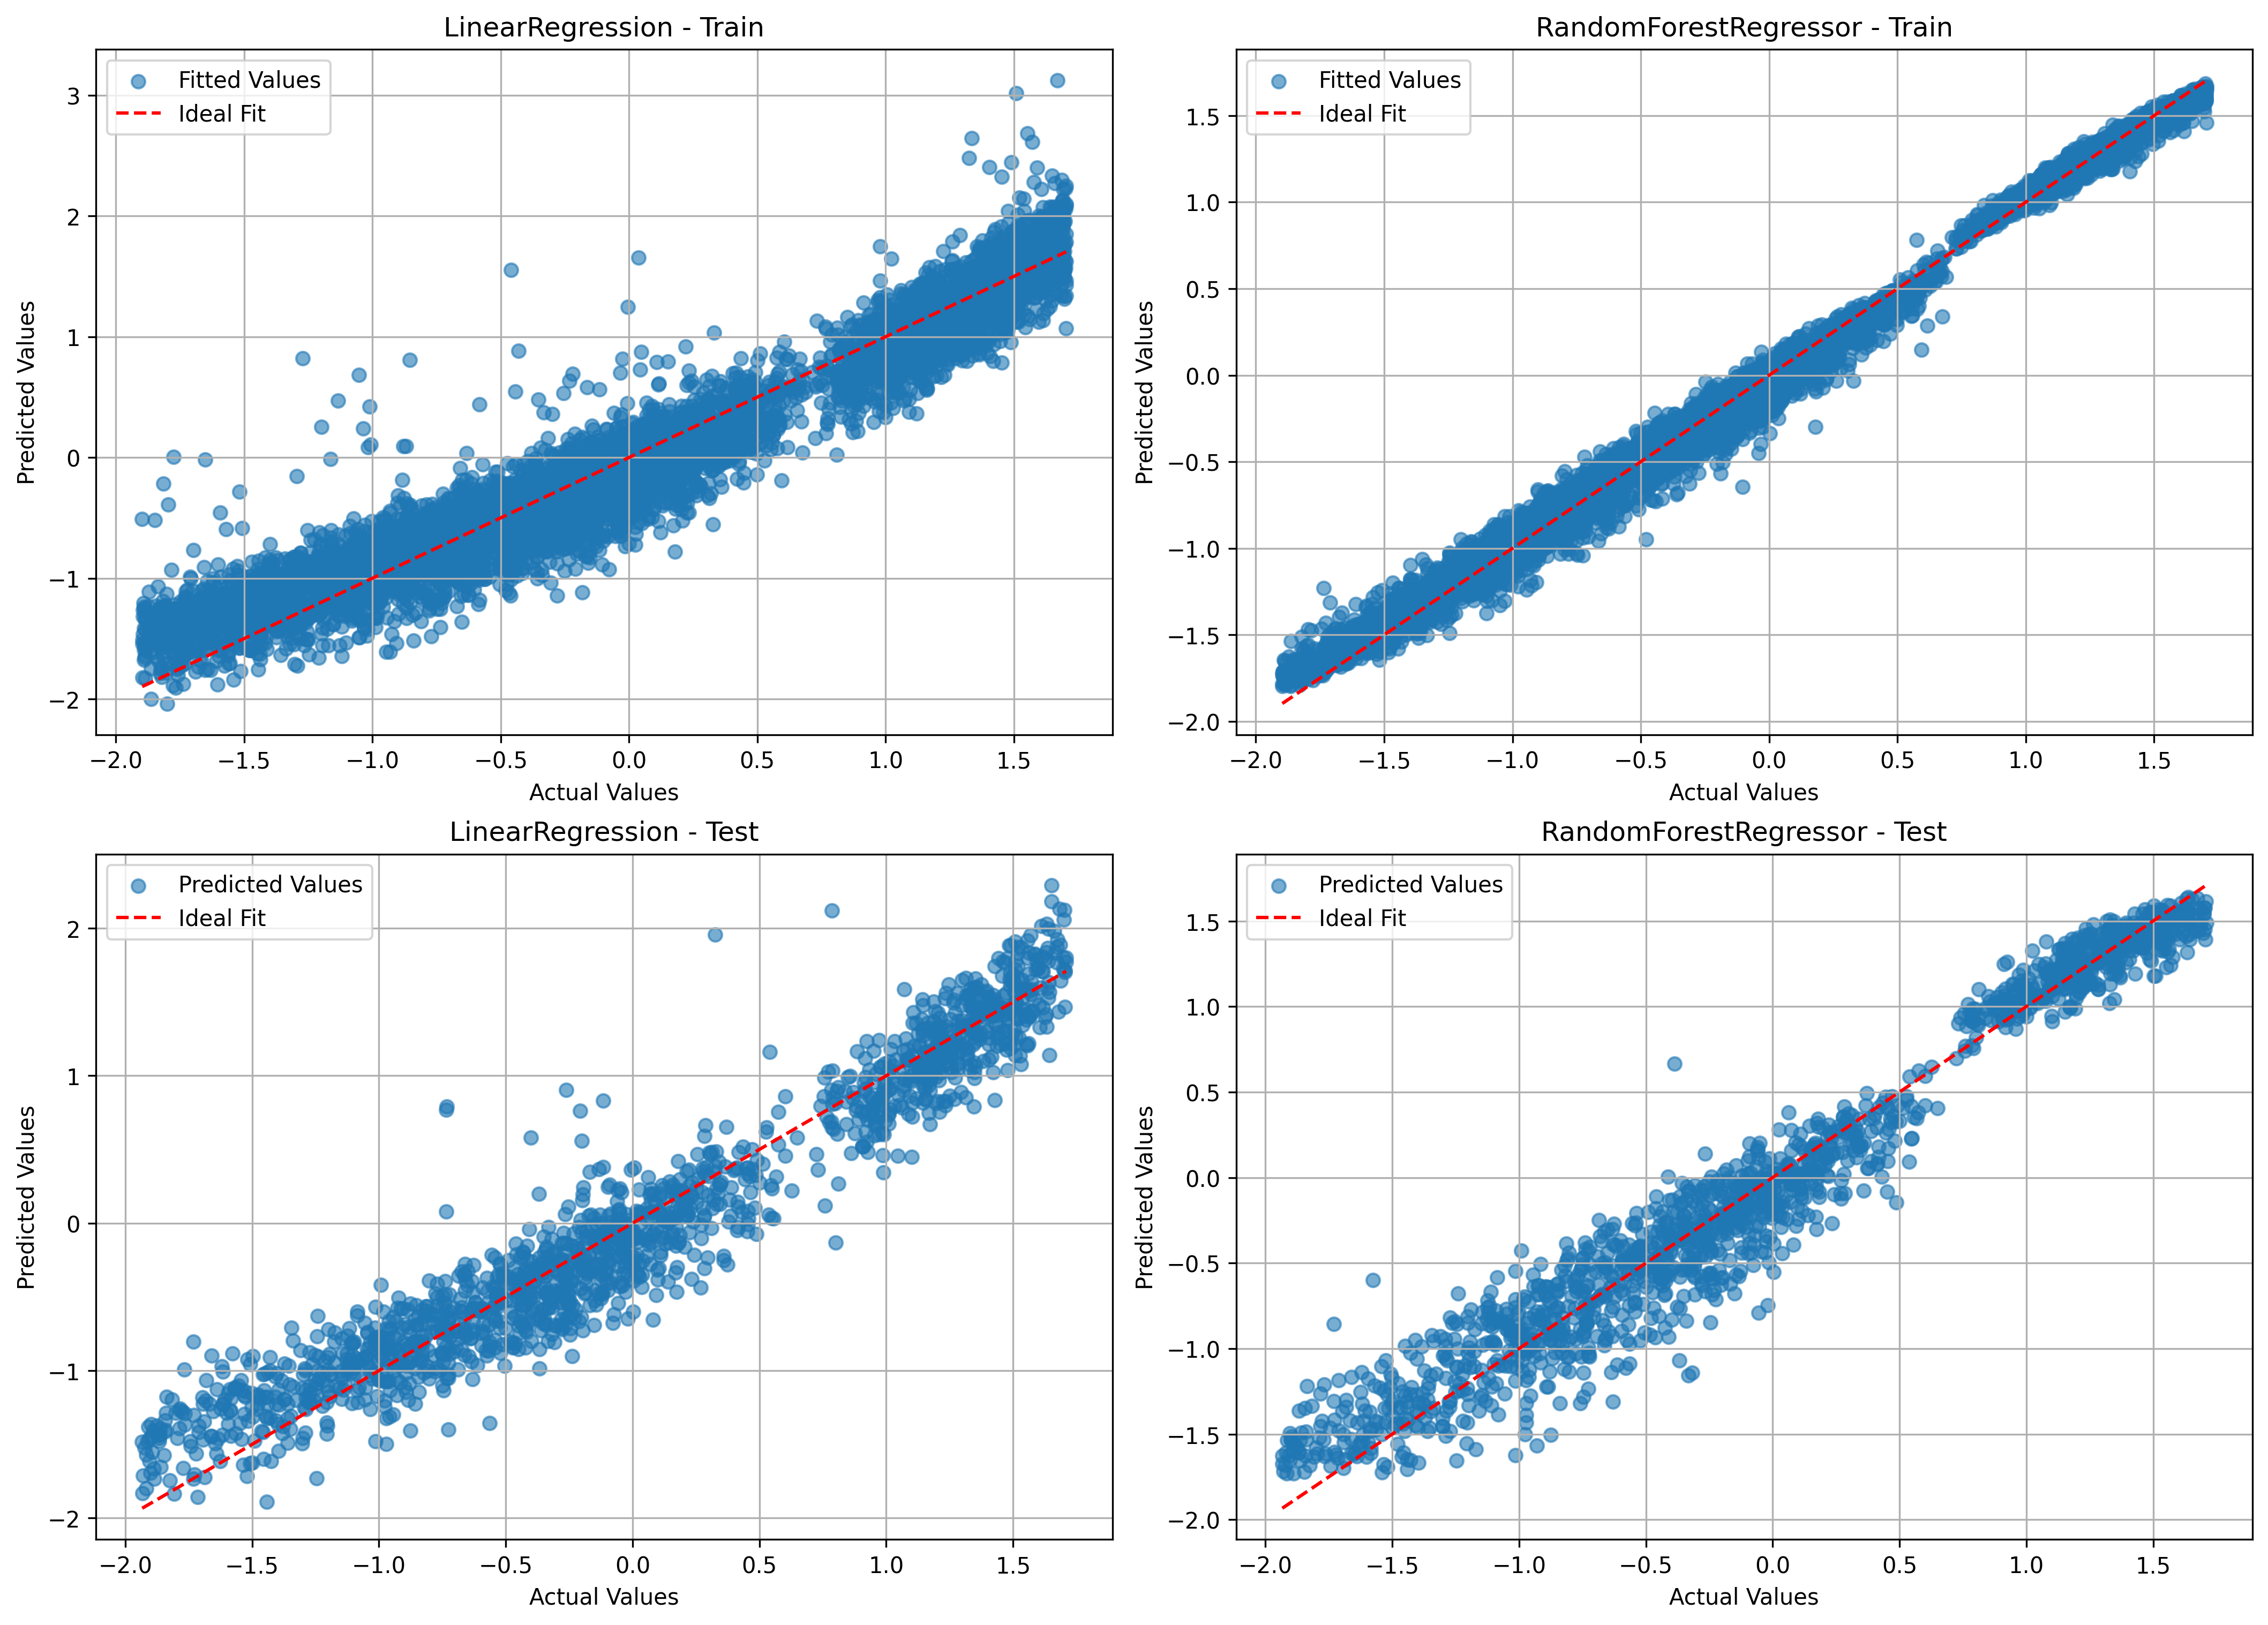 LinearRegression - Train
Fitted Values
Ideal Fit
3
2
1
0
−1
−2
Predicted Values
−2.0 −1.5 −1.0 −0.5 0.0 0.5 1.0 1.5
Actual Values
RandomForestRegressor - Train
Fitted Values
Ideal Fit
1.5
1.0
0.5
0.0
−0.5
−1.0
−1.5
−2.0
Predicted Values
−2.0 −1.5 −1.0 −0.5 0.0 0.5 1.0 1.5
Actual Values
LinearRegression - Test
Predicted Values
Ideal Fit
2
1
0
−1
−2
Predicted Values
−2.0 −1.5 −1.0 −0.5 0.0 0.5 1.0 1.5
Actual Values
RandomForestRegressor - Test
Predicted Values
Ideal Fit
1.5
1.0
0.5
0.0
−0.5
−1.0
−1.5
−2.0
Predicted Values
−2.0 −1.5 −1.0 −0.5 0.0 0.5 1.0 1.5
Actual Values